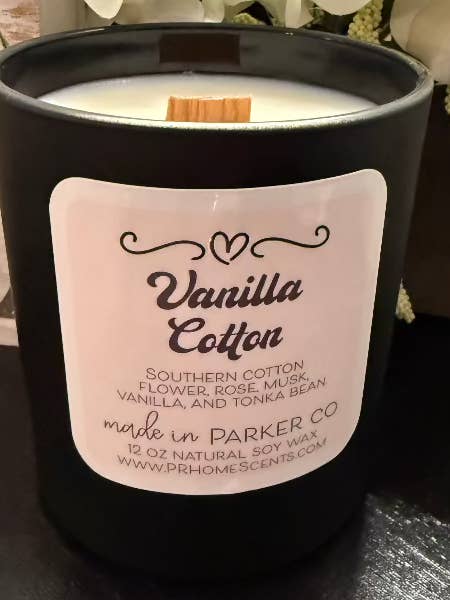 Vanilla
Cotton
SOUTHERN COTTON
FLOWER, ROSE, MUSK,
VANILLA, AND TONKA BEAN
made in PARKER CO
12 OZ NATURAL SOY WAX
WWW.PRHOMESCENTS.COM